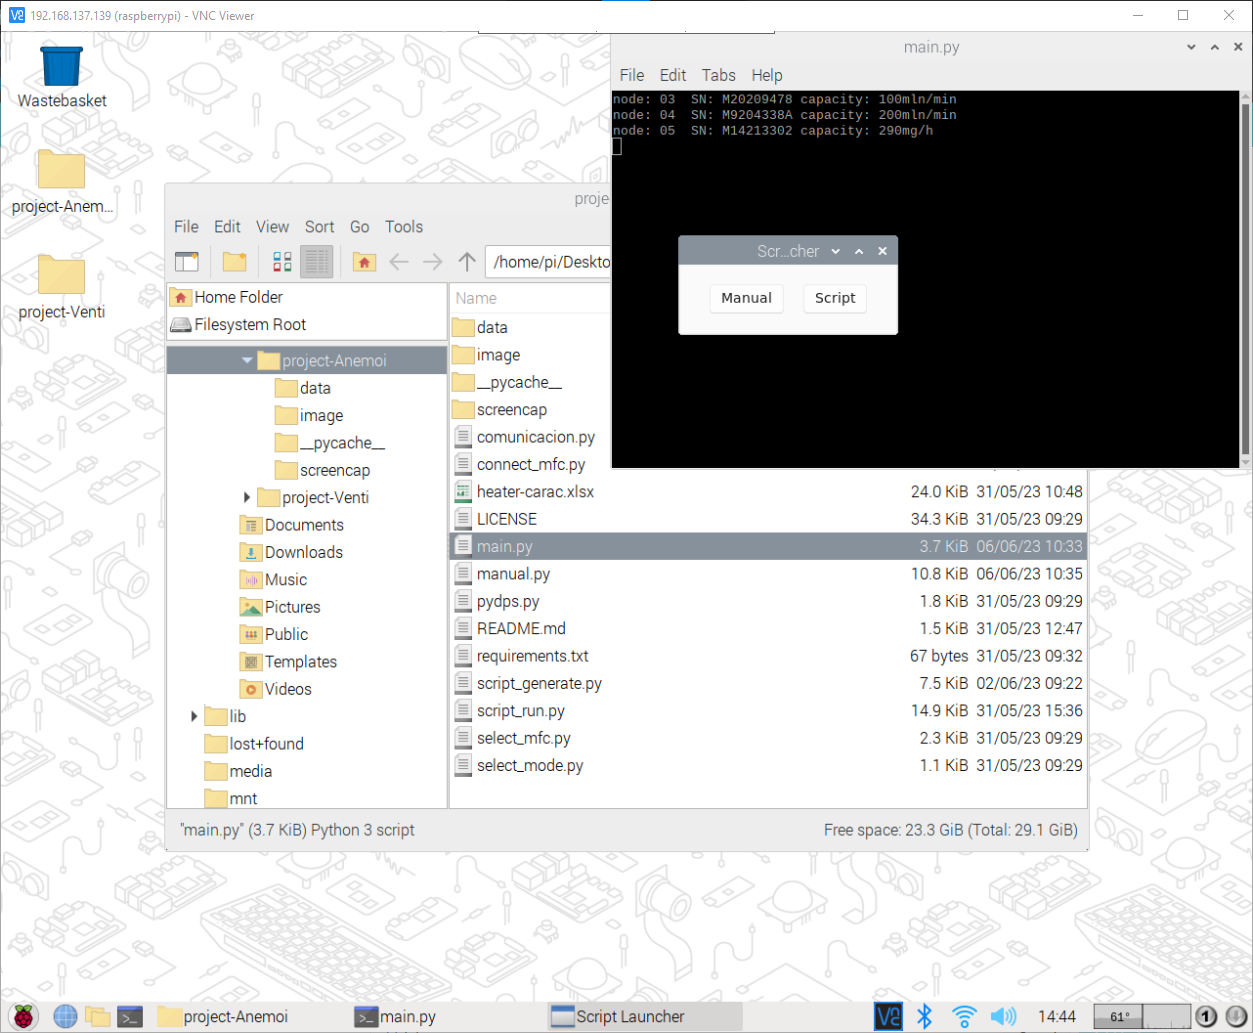 192.168.137.139 (raspberrypi) - VNC Viewer
Wastebasket
project-Anem...
project-Venti
main.py
File Edit Tabs Help
node: 03 SN: M20209478 capacity: 100mln/min
node: 04 SN: M9204338A capacity: 200mln/min
node: 05 SN: M14213302 capacity: 290mg/h
Scr...cher
Manual Script
proje
File Edit View Sort Go Tools
/home/pi/Deskto
Home Folder
Filesystem Root
project-Anemoi
data
image
__pycache__
screencap
project-Venti
Documents
Downloads
Music
Pictures
Public
Templates
Videos
lib
lost+found
media
mnt
Name
data
image
__pycache__
screencap
comunicacion.py
connect_mfc.py
heater-carac.xlsx 24.0 KiB 31/05/23 10:48
LICENSE 34.3 KiB 31/05/23 09:29
main.py 3.7 KiB 06/06/23 10:33
manual.py 10.8 KiB 06/06/23 10:35
pydps.py 1.8 KiB 31/05/23 09:29
README.md 1.5 KiB 31/05/23 12:47
requirements.txt 67 bytes 31/05/23 09:32
script_generate.py 7.5 KiB 02/06/23 09:22
script_run.py 14.9 KiB 31/05/23 15:36
select_mfc.py 2.3 KiB 31/05/23 09:29
select_mode.py 1.1 KiB 31/05/23 09:29
"main.py" (3.7 KiB) Python 3 script
Free space: 23.3 GiB (Total: 29.1 GiB)
project-Anemoi
main.py
Script Launcher
14:44
61°
1